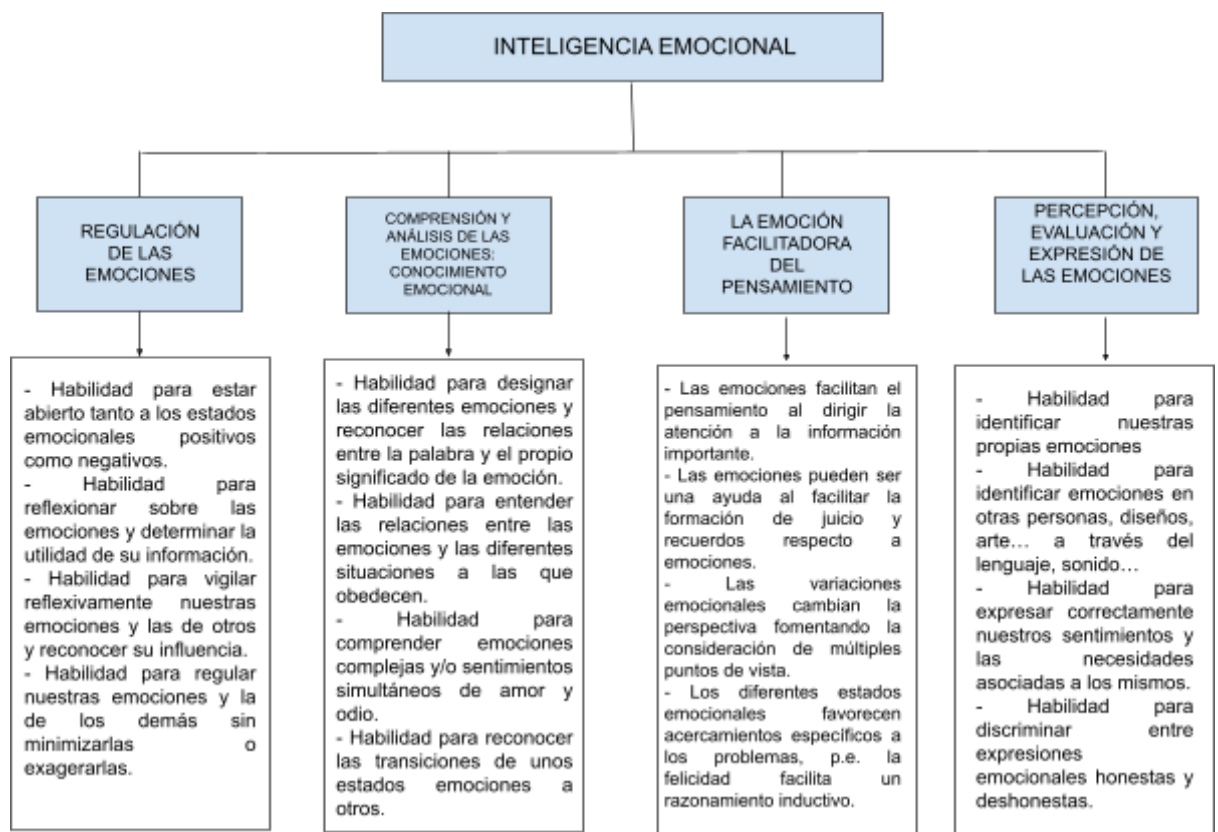 INTELIGENCIA EMOCIONAL
REGULACIÓN
DE LAS
EMOCIONES
COMPRENSIÓN Y
ANÁLISIS DE LAS
EMOCIONES:
CONOCIMIENTO
EMOCIONAL
LA EMOCIÓN
FACILITADORA
DEL
PENSAMIENTO
PERCEPCIÓN,
EVALUACIÓN Y
EXPRESIÓN DE
LAS EMOCIONES
- Habilidad para estar
abierto tanto a los estados
emocionales positivos
como negativos.
- Habilidad para
reflexionar sobre las
emociones y determinar la
utilidad de su información.
- Habilidad para vigilar
reflexivamente nuestras
emociones y las de otros
y reconocer su influencia.
- Habilidad para regular
nuestras emociones y la
de los demás sin
minimizarlas o
exagerarlas.
- Habilidad para designar
las diferentes emociones y
reconocer las relaciones
entre la palabra y el propio
significado de la emoción.
- Habilidad para entender
las relaciones entre las
emociones y las diferentes
situaciones a las que
obedecen.
- Habilidad para
comprender emociones
complejas y/o sentimientos
simultáneos de amor y
odio.
- Habilidad para reconocer
las transiciones de unos
estados emociones a
otros.
- Las emociones facilitan el
pensamiento al dirigir la
atención a la información
importante.
- Las emociones pueden ser
una ayuda al facilitar la
formación de juicio y
recuerdos respecto a
emociones.
- Las variaciones
emocionales cambian la
perspectiva fomentando la
consideración de múltiples
puntos de vista.
- Los diferentes estados
emocionales favorecen
acercamientos específicos a
los problemas, p.e. la
felicidad facilita un
razonamiento inductivo.
- Habilidad para
identificar nuestras
propias emociones
- Habilidad para
identificar emociones en
otras personas, diseños,
arte… a través del
lenguaje, sonido…
- Habilidad para
expresar correctamente
nuestros sentimientos y
las necesidades
asociadas a los mismos.
- Habilidad para
discriminar entre
expresiones
emocionales honestas y
deshonestas.